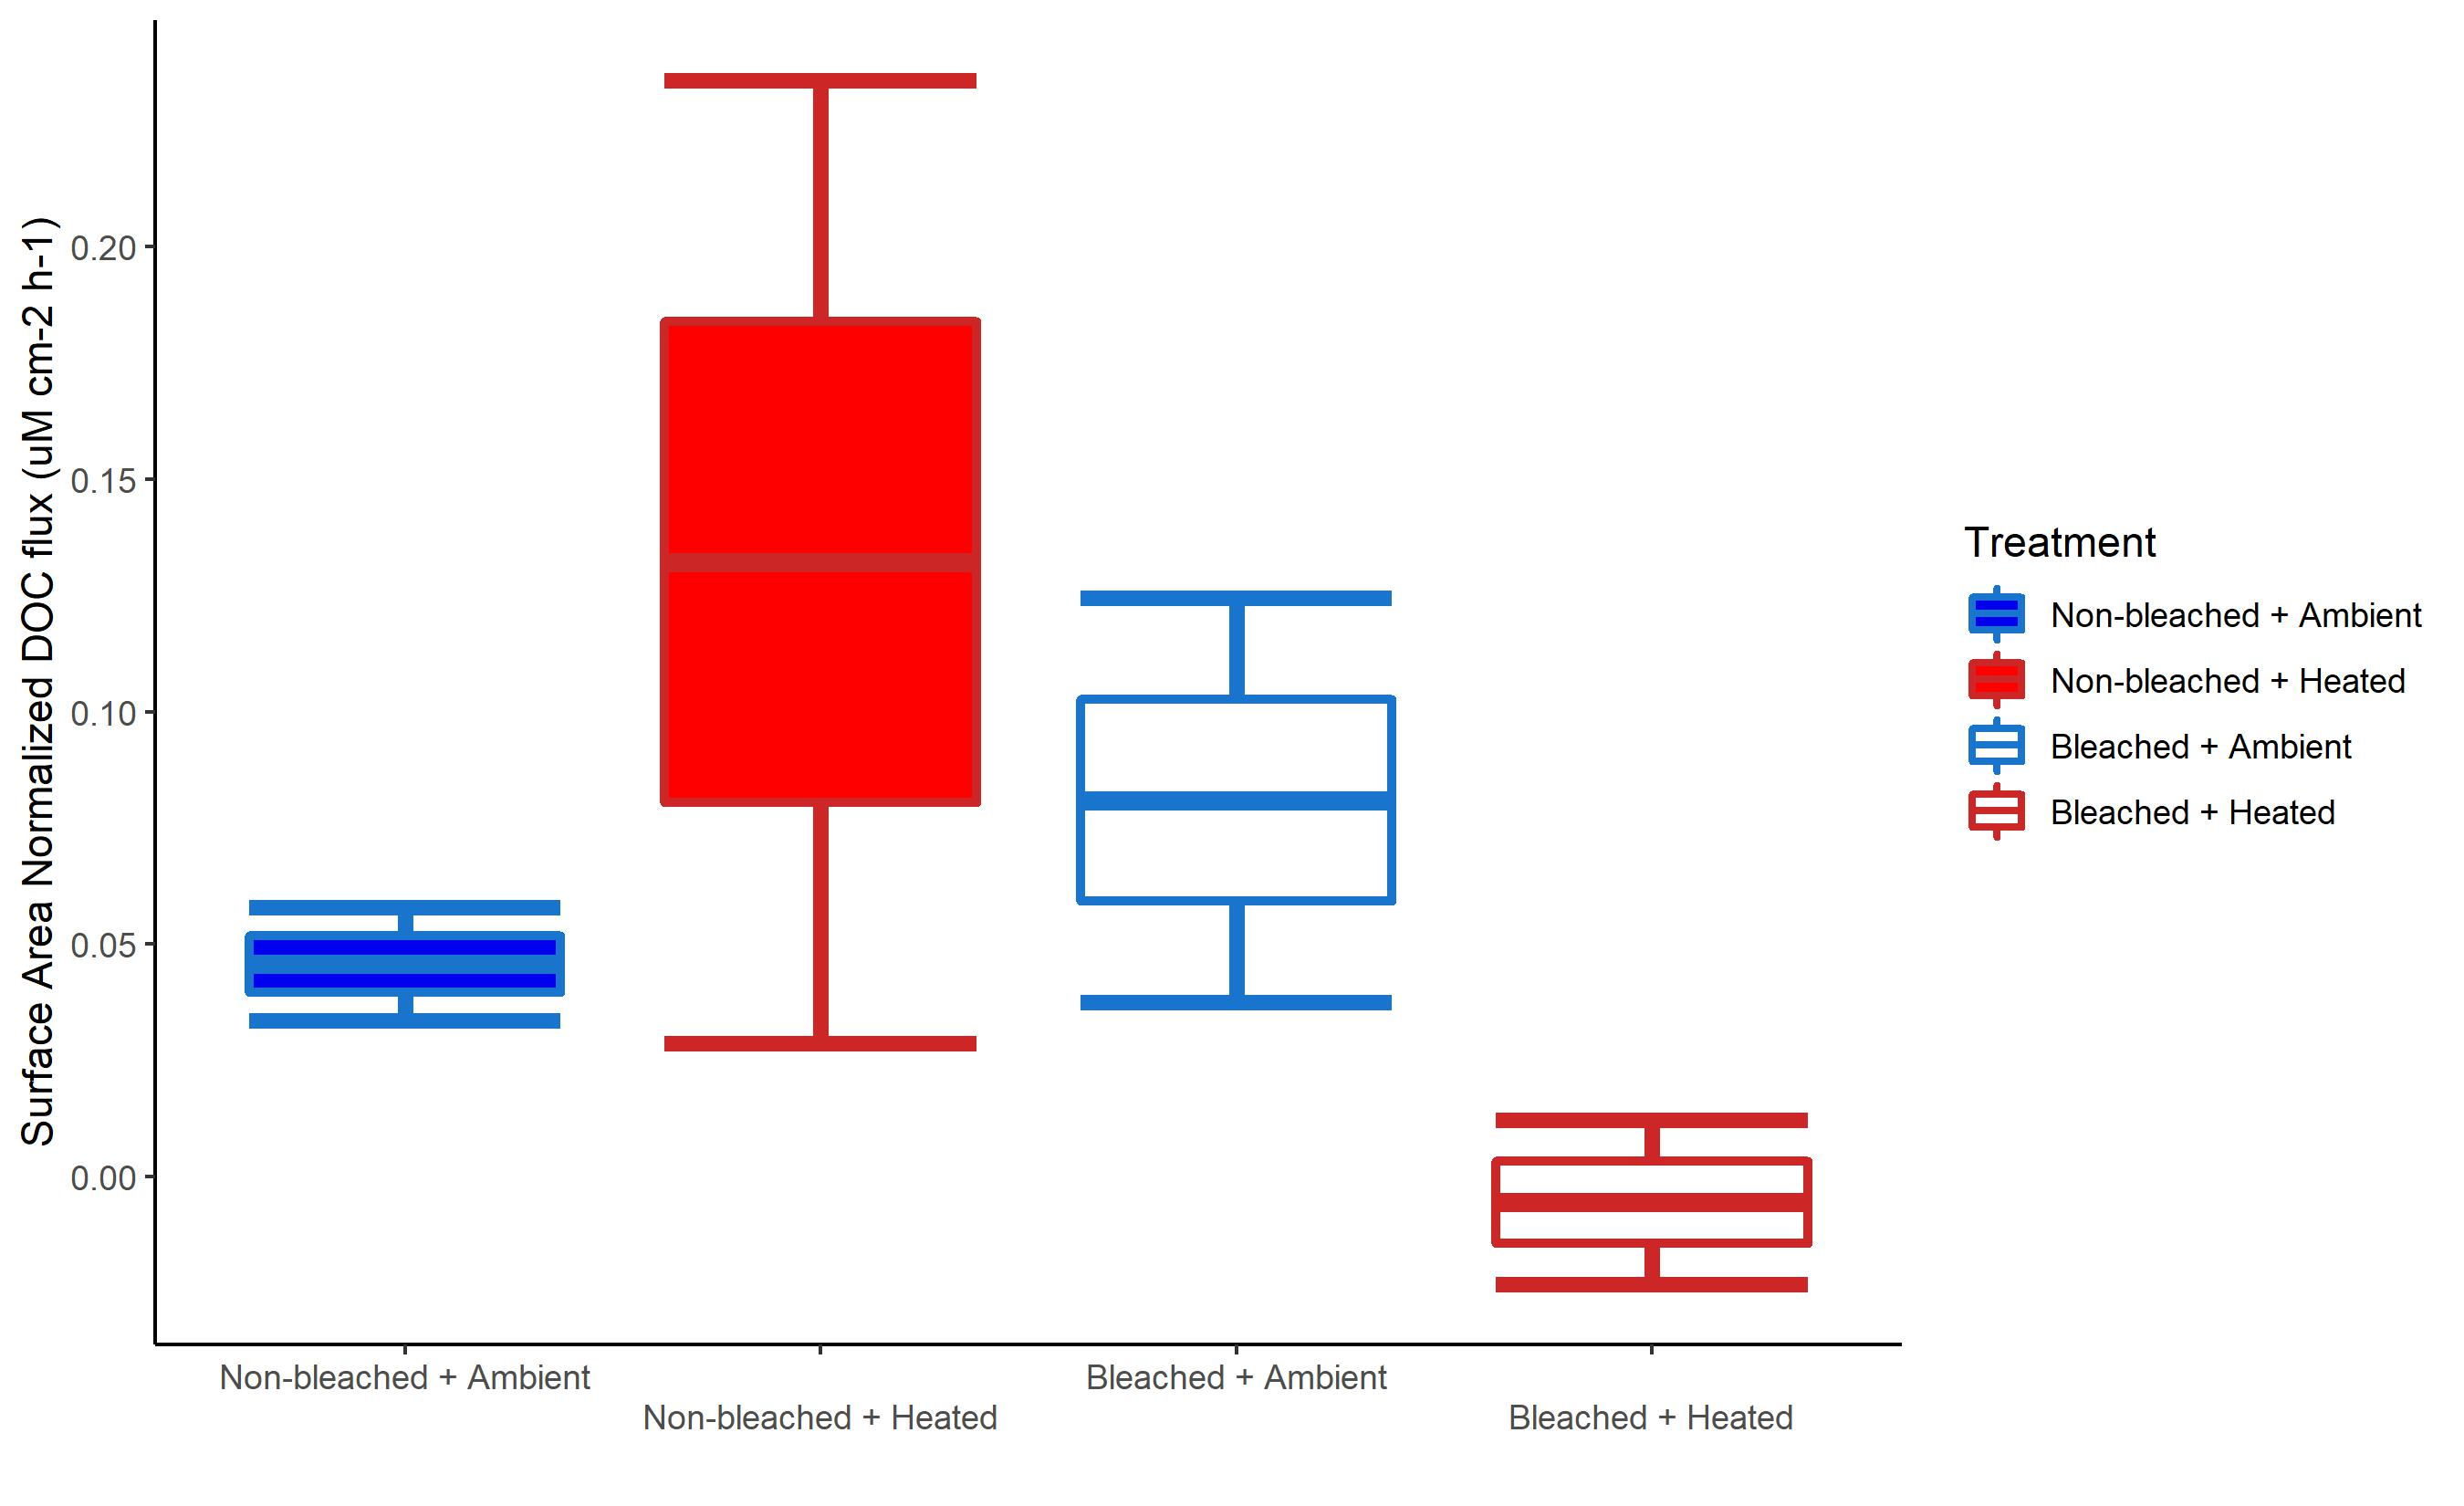 Surface Area Normalized DOC flux (uM cm-2 h-1)
0.20
0.15
0.10
0.05
0.00
Non-bleached + Ambient
Non-bleached + Heated
Bleached + Ambient
Bleached + Heated
Treatment
Non-bleached + Ambient
Non-bleached + Heated
Bleached + Ambient
Bleached + Heated